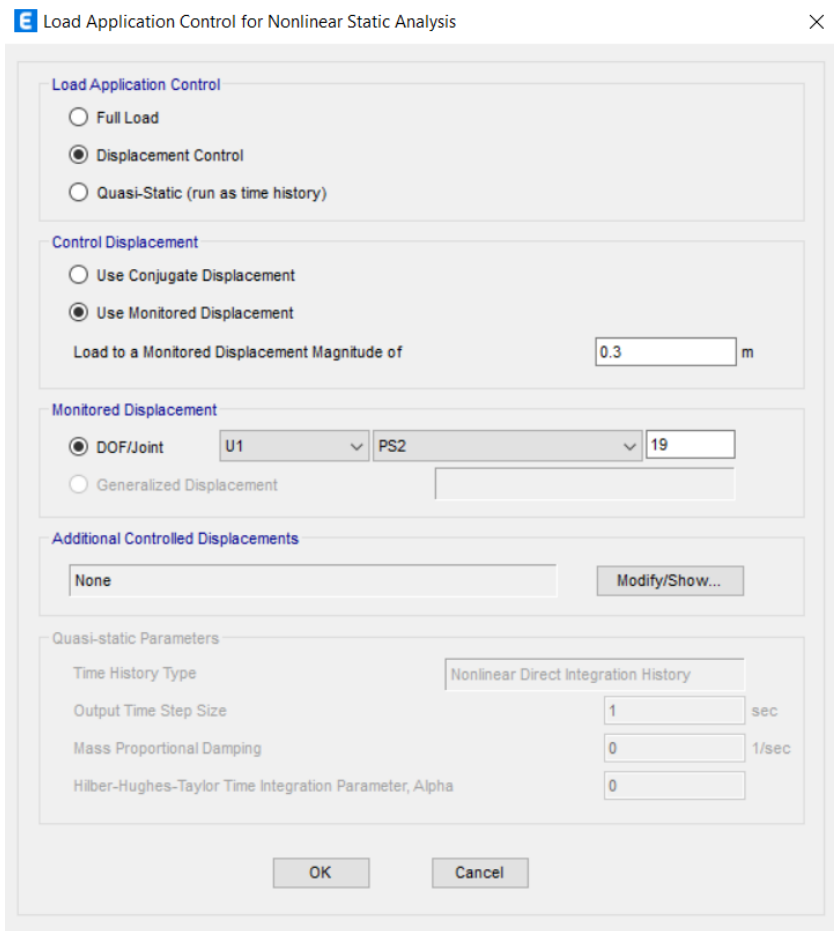 E Load Application Control for Nonlinear Static Analysis
Load Application Control
Full Load
Displacement Control
Quasi-Static (run as time history)
Control Displacement
Use Conjugate Displacement
Use Monitored Displacement
Load to a Monitored Displacement Magnitude of 0.3 m
Monitored Displacement
DOF/Joint U1 PS2 19
Generalized Displacement
Additional Controlled Displacements
None Modify/Show...
Quasi-static Parameters
Time History Type Nonlinear Direct Integration History
Output Time Step Size 1 sec
Mass Proportional Damping 0 1/sec
Hilber-Hughes-Taylor Time Integration Parameter, Alpha 0
OK Cancel